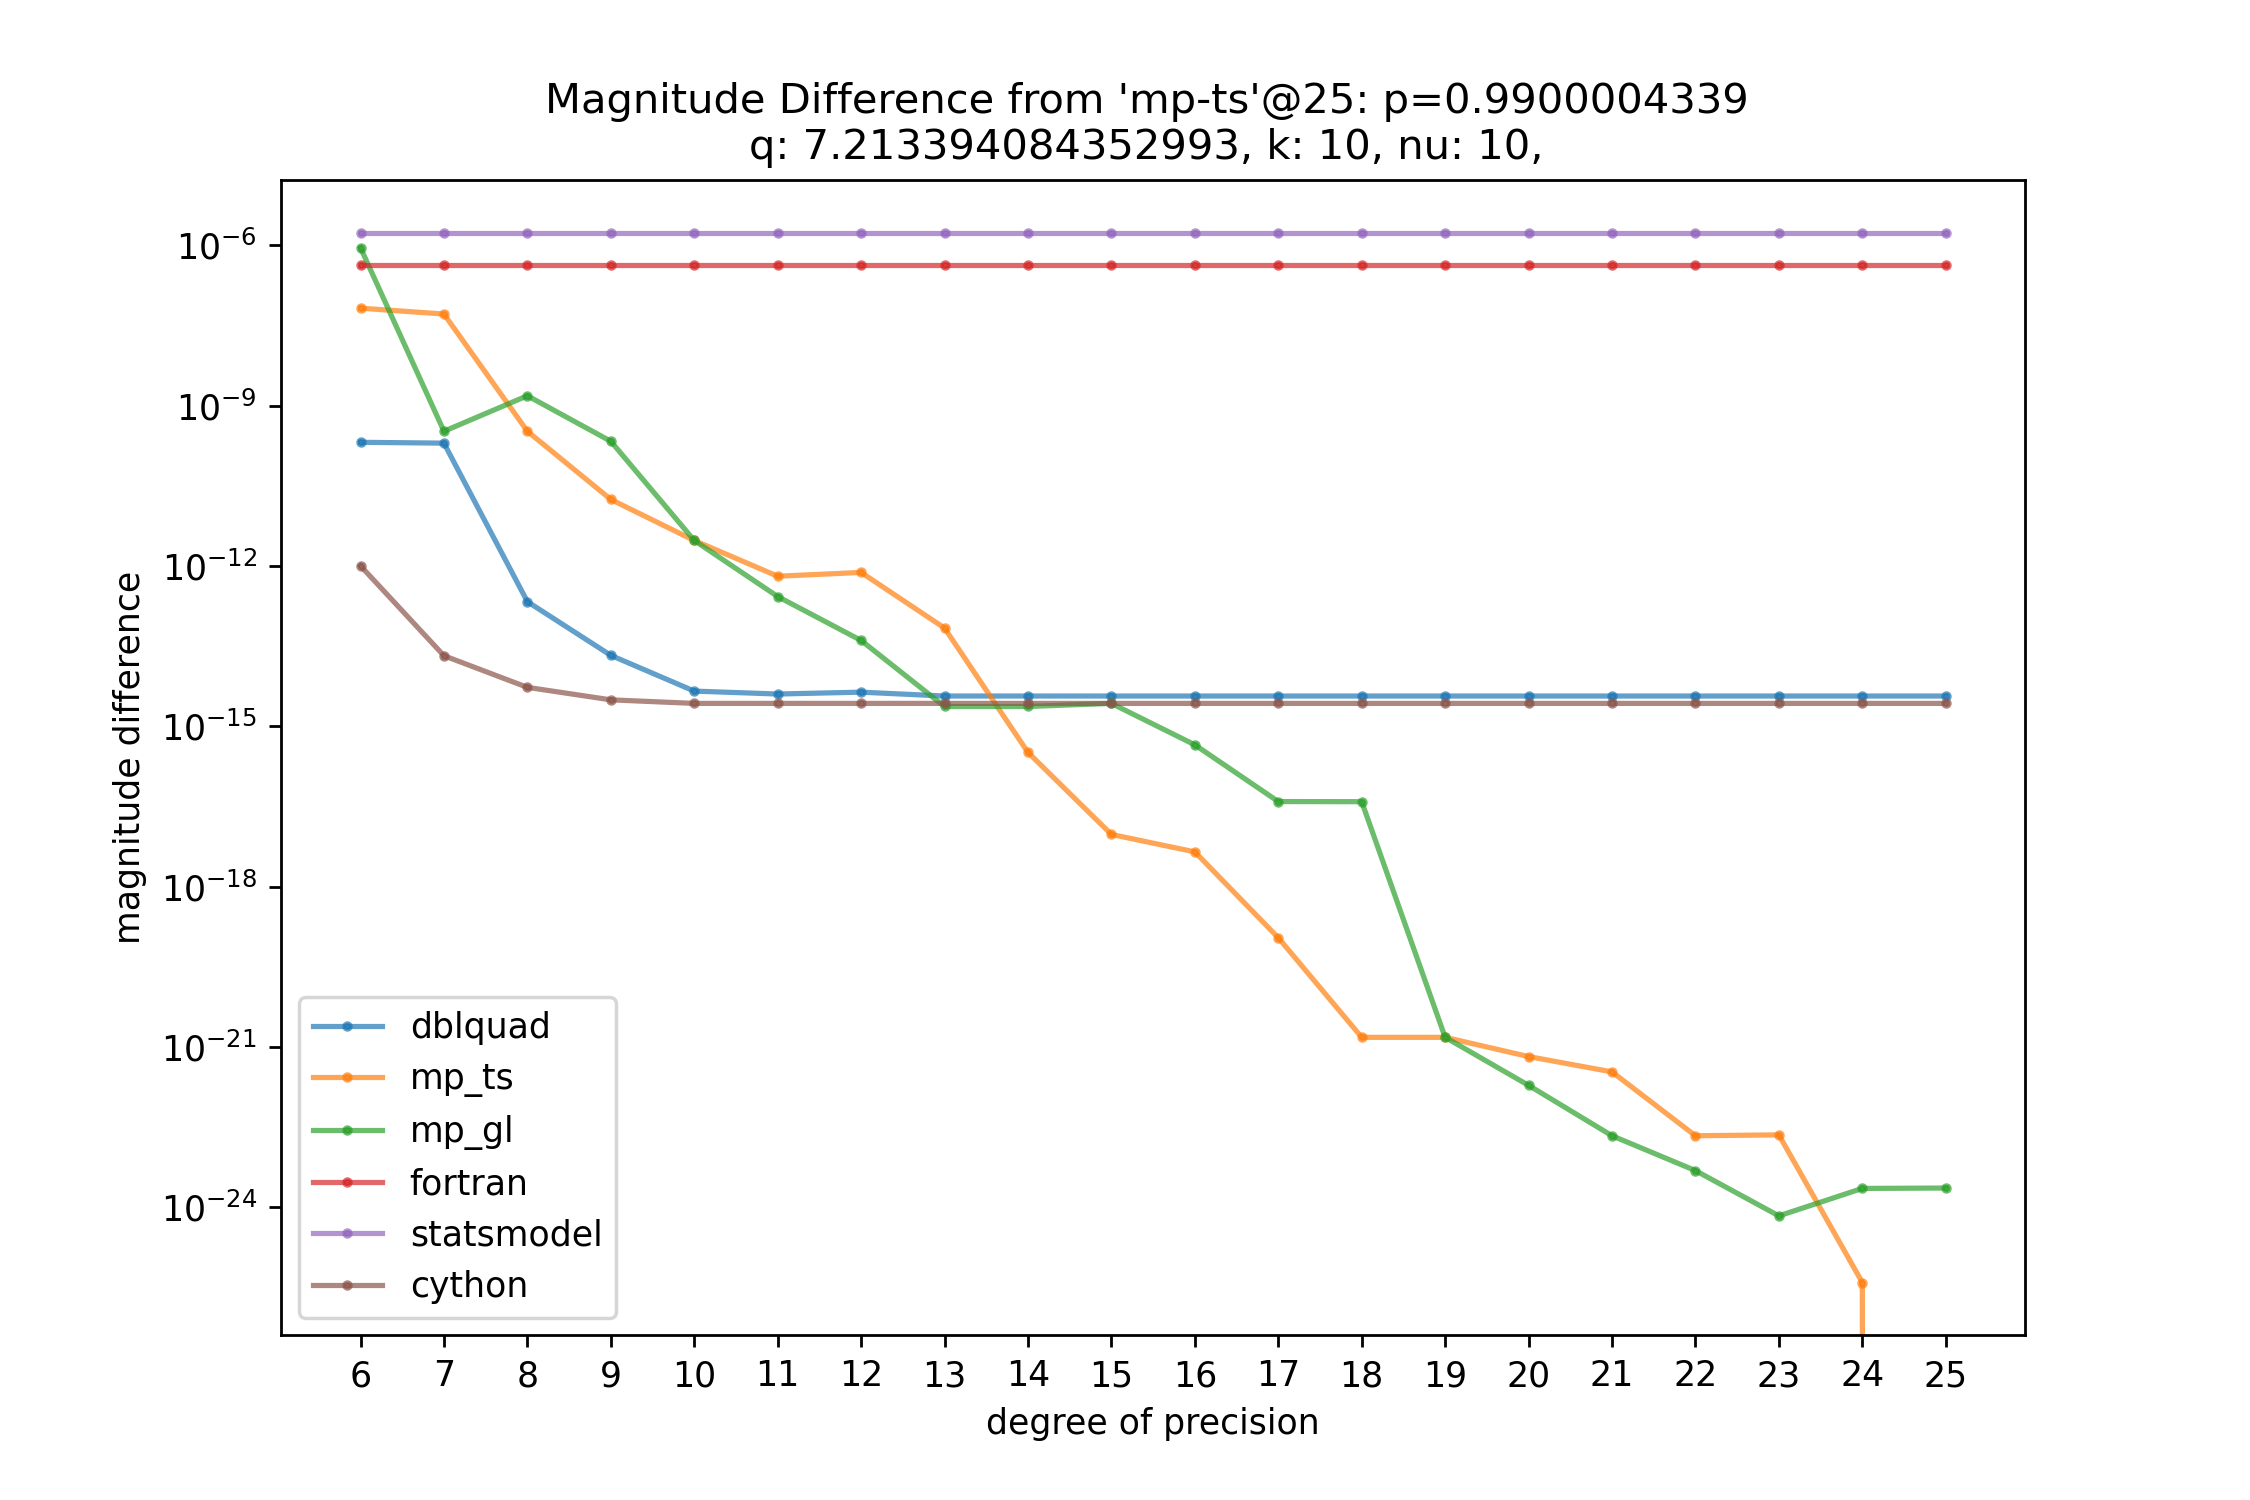 Magnitude Difference from 'mp-ts'@25: p=0.9900004339
q: 7.213394084352993, k: 10, nu: 10,
magnitude difference
10⁻⁶
10⁻⁹
10⁻¹²
10⁻¹⁵
10⁻¹⁸
10⁻²¹
10⁻²⁴
dblquad
mp_ts
mp_gl
fortran
statsmodel
cython
6 7 8 9 10 11 12 13 14 15 16 17 18 19 20 21 22 23 24 25
degree of precision